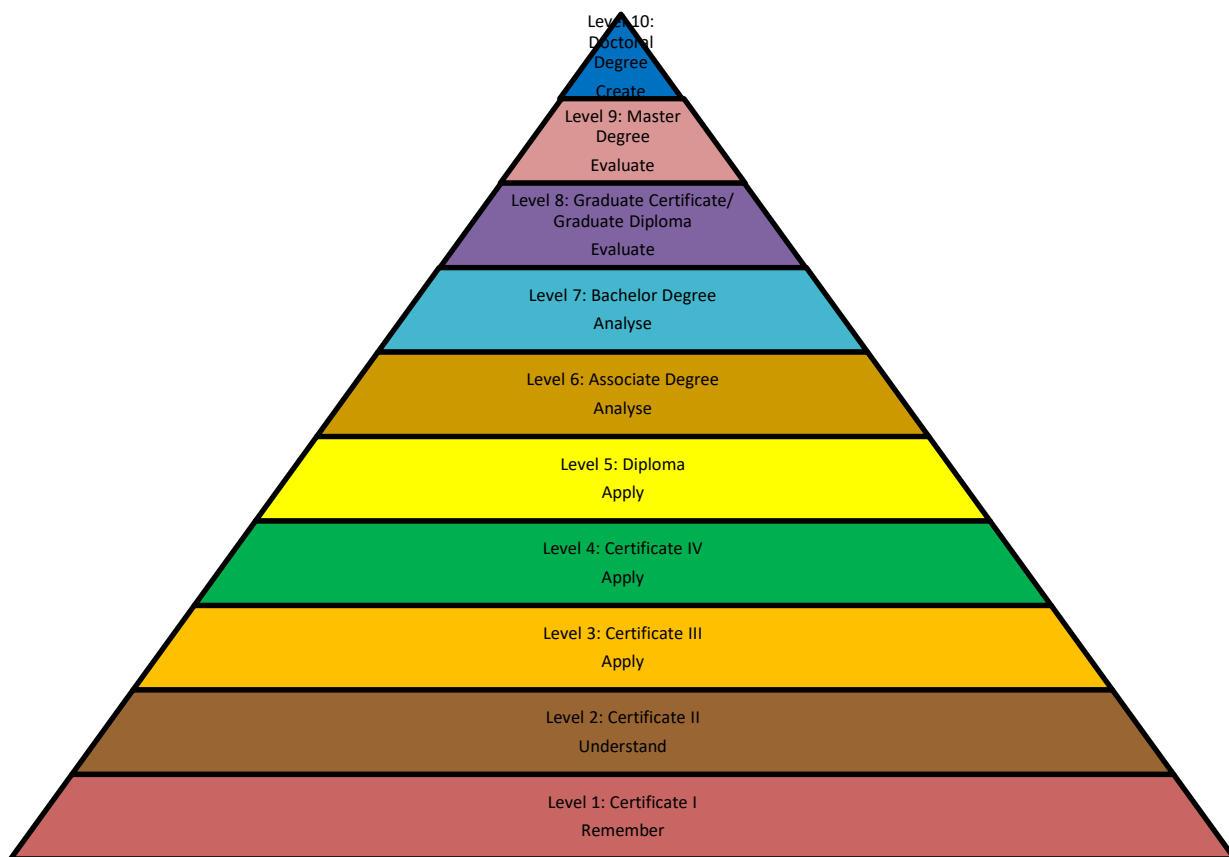 Level 10:
Doctoral
Degree
Create
Level 9: Master
Degree
Evaluate
Level 8: Graduate Certificate/
Graduate Diploma
Evaluate
Level 7: Bachelor Degree
Analyse
Level 6: Associate Degree
Analyse
Level 5: Diploma
Apply
Level 4: Certificate IV
Apply
Level 3: Certificate III
Apply
Level 2: Certificate II
Understand
Level 1: Certificate I
Remember